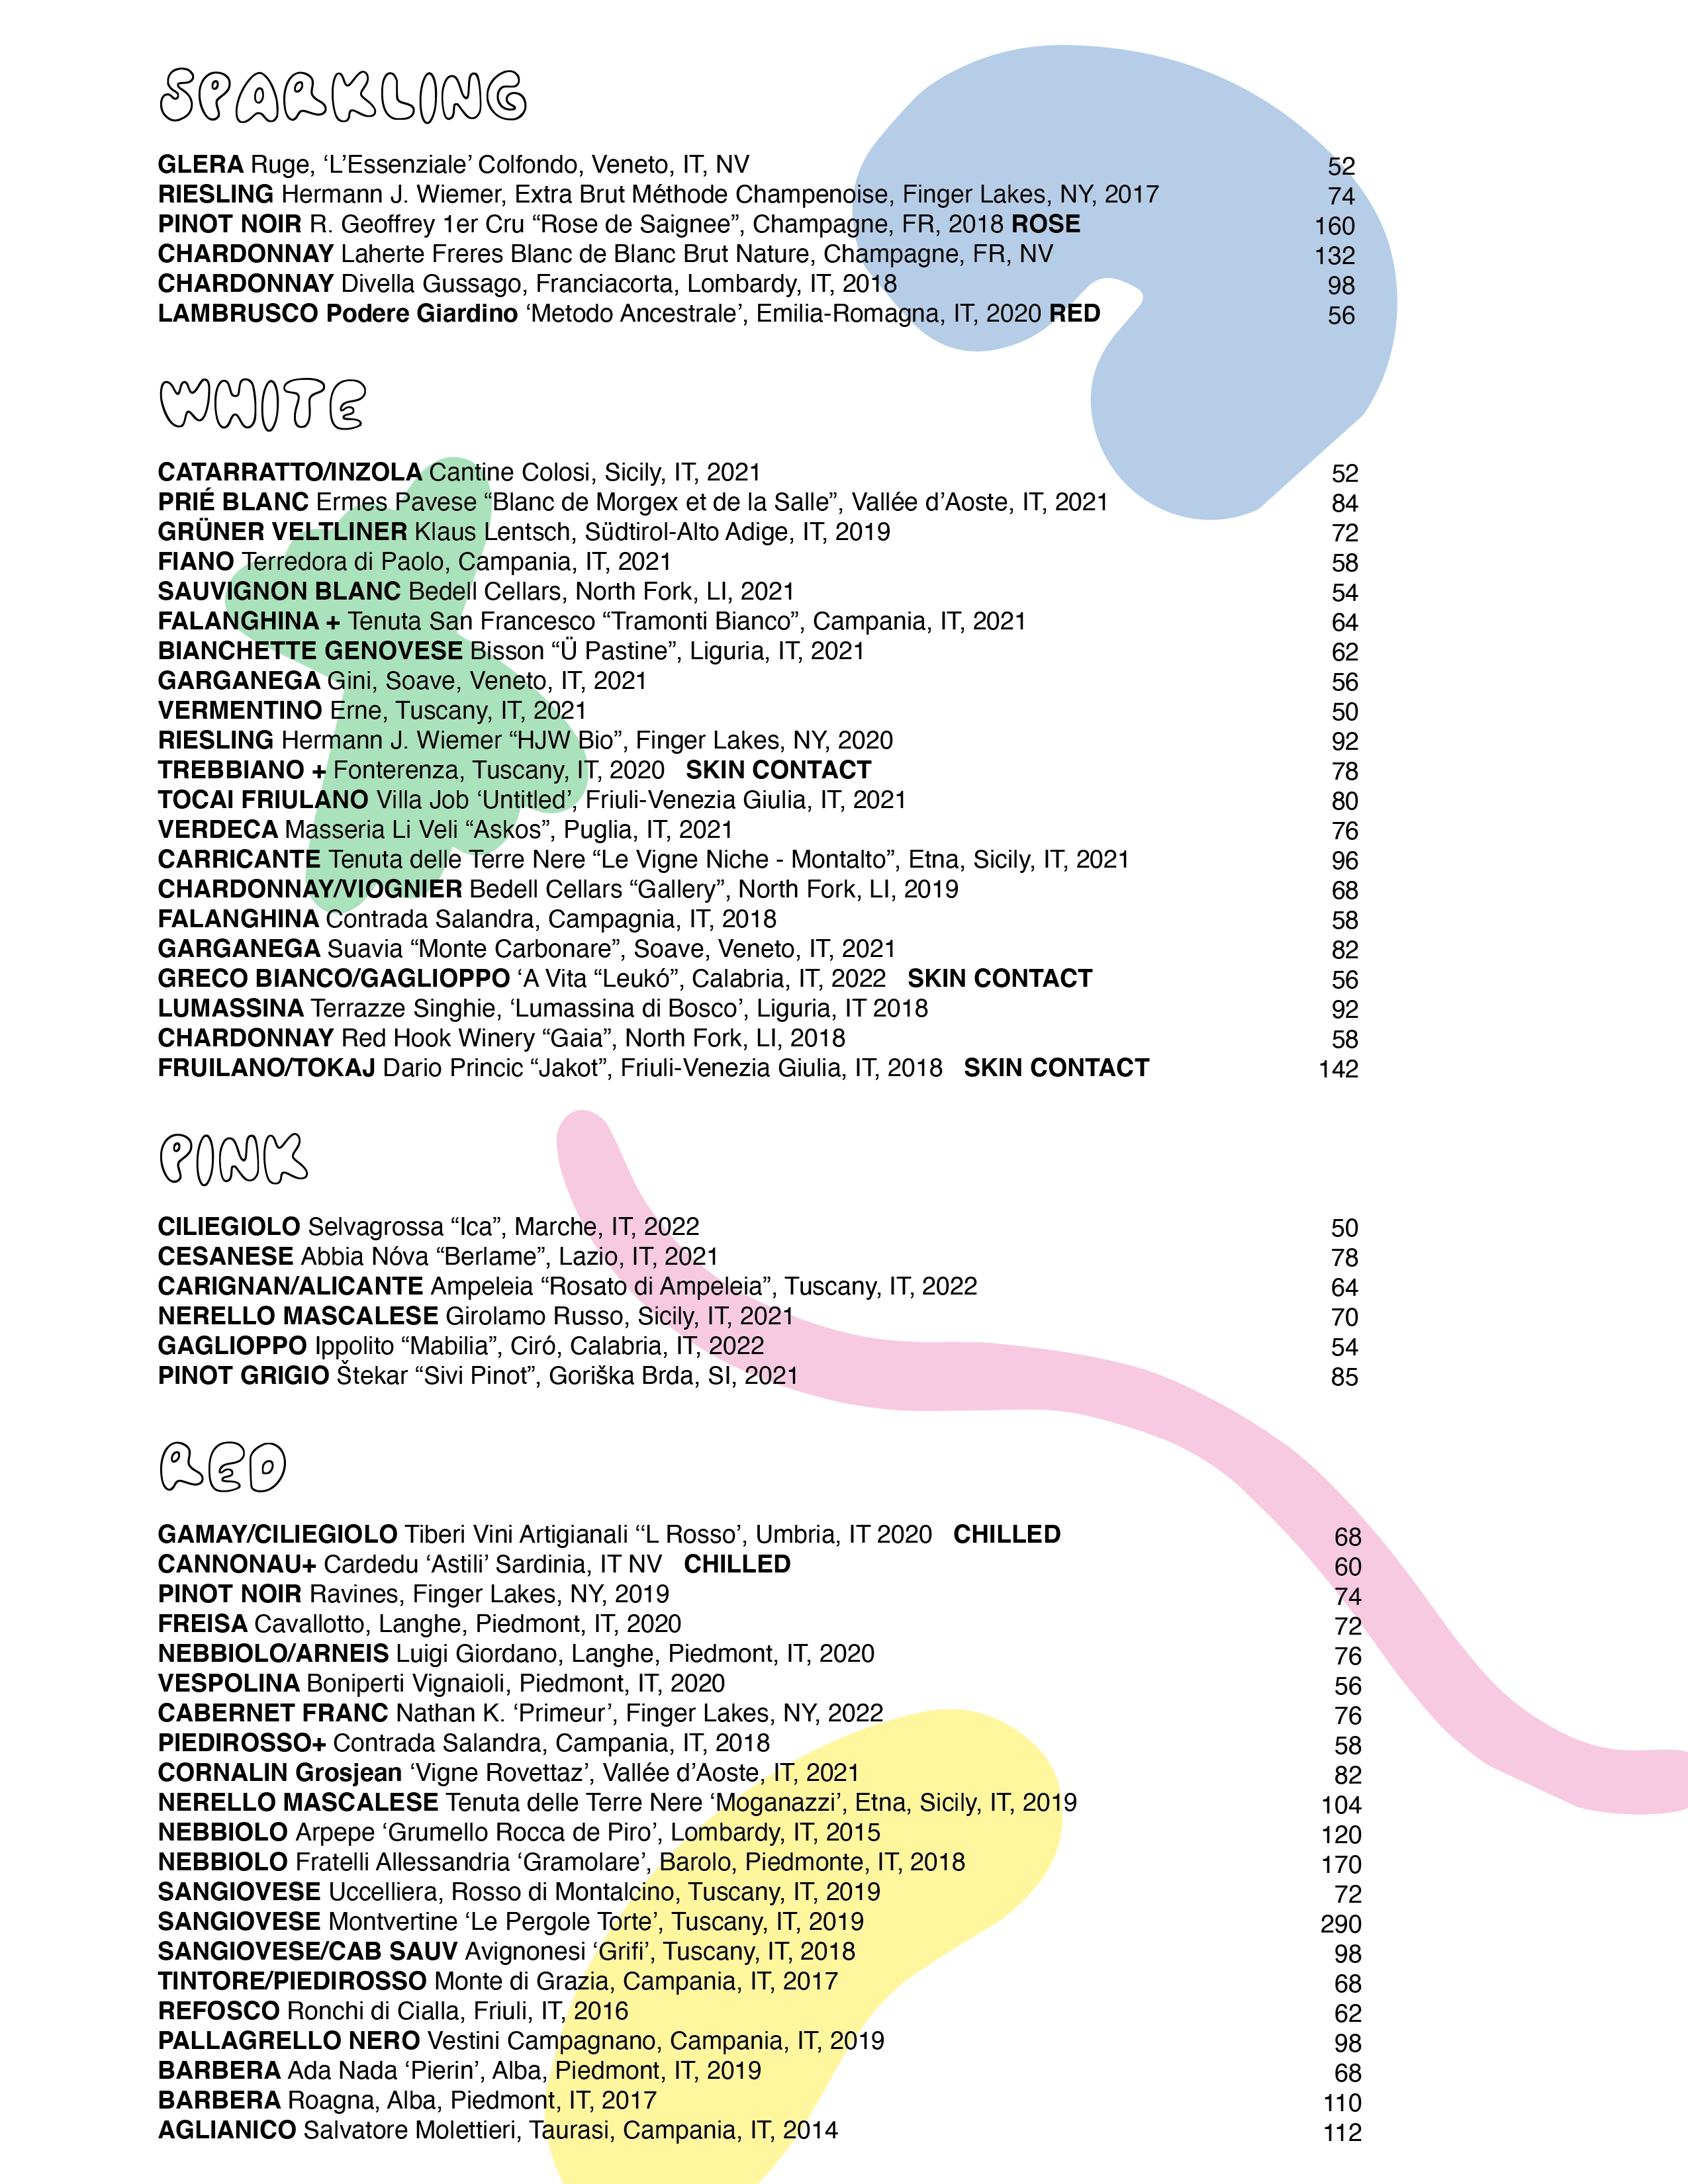 SPARKLING
GLERA Ruge, ‘L’Essenziale’ Colfondo, Veneto, IT, NV 52
RIESLING Hermann J. Wiemer, Extra Brut Méthode Champenoise, Finger Lakes, NY, 2017 74
PINOT NOIR R. Geoffrey 1er Cru “Rose de Saignee”, Champagne, FR, 2018 ROSE 160
CHARDONNAY Laherte Freres Blanc de Blanc Brut Nature, Champagne, FR, NV 132
CHARDONNAY Divella Gussago, Franciacorta, Lombardy, IT, 2018 98
LAMBRUSCO Podere Giardino ‘Metodo Ancestrale’, Emilia-Romagna, IT, 2020 RED 56
WHITE
CATARRATTO/INZOLA Cantine Colosi, Sicily, IT, 2021 52
PRIÉ BLANC Ermes Pavese “Blanc de Morgex et de la Salle”, Vallée d’Aoste, IT, 2021 84
GRÜNER VELTLINER Klaus Lentsch, Südtirol-Alto Adige, IT, 2019 72
FIANO Terredora di Paolo, Campania, IT, 2021 58
SAUVIGNON BLANC Bedell Cellars, North Fork, LI, 2021 54
FALANGHINA + Tenuta San Francesco “Tramonti Bianco”, Campania, IT, 2021 64
BIANCHETTE GENOVESE Bisson “Ü Pastine”, Liguria, IT, 2021 62
GARGANEGA Gini, Soave, Veneto, IT, 2021 56
VERMENTINO Erne, Tuscany, IT, 2021 50
RIESLING Hermann J. Wiemer “HJW Bio”, Finger Lakes, NY, 2020 92
TREBBIANO + Fonterenza, Tuscany, IT, 2020 SKIN CONTACT 78
TOCAI FRIULANO Villa Job ‘Untitled’, Friuli-Venezia Giulia, IT, 2021 80
VERDECA Masseria Li Veli “Askos”, Puglia, IT, 2021 76
CARRICANTE Tenuta delle Terre Nere “Le Vigne Niche - Montalto”, Etna, Sicily, IT, 2021 96
CHARDONNAY/VIOGNIER Bedell Cellars “Gallery”, North Fork, LI, 2019 68
FALANGHINA Contrada Salandra, Campagnia, IT, 2018 58
GARGANEGA Suavia “Monte Carbonare”, Soave, Veneto, IT, 2021 82
GRECO BIANCO/GAGLIOPPO ‘A Vita “Leukó”, Calabria, IT, 2022 SKIN CONTACT 56
LUMASSINA Terrazze Singhie, ‘Lumassina di Bosco’, Liguria, IT 2018 92
CHARDONNAY Red Hook Winery “Gaia”, North Fork, LI, 2018 58
FRUILANO/TOKAJ Dario Princic “Jakot”, Friuli-Venezia Giulia, IT, 2018 SKIN CONTACT 142
PINK
CILIEGIOLO Selvagrossa “Ica”, Marche, IT, 2022 50
CESANESE Abbia Nóva “Berlame”, Lazio, IT, 2021 78
CARIGNAN/ALICANTE Ampeleia “Rosato di Ampeleia”, Tuscany, IT, 2022 64
NERELLO MASCALESE Girolamo Russo, Sicily, IT, 2021 70
GAGLIOPPO Ippolito “Mabilia”, Ciró, Calabria, IT, 2022 54
PINOT GRIGIO Štekar “Sivi Pinot”, Goriška Brda, SI, 2021 85
RED
GAMAY/CILIEGIOLO Tiberi Vini Artigianali ‘‘L Rosso’, Umbria, IT 2020 CHILLED 68
CANNONAU+ Cardedu ‘Astili’ Sardinia, IT NV CHILLED 60
PINOT NOIR Ravines, Finger Lakes, NY, 2019 74
FREISA Cavallotto, Langhe, Piedmont, IT, 2020 72
NEBBIOLO/ARNEIS Luigi Giordano, Langhe, Piedmont, IT, 2020 76
VESPOLINA Boniperti Vignaioli, Piedmont, IT, 2020 56
CABERNET FRANC Nathan K. ‘Primeur’, Finger Lakes, NY, 2022 76
PIEDIROSSO+ Contrada Salandra, Campania, IT, 2018 58
CORNALIN Grosjean ‘Vigne Rovettaz’, Vallée d’Aoste, IT, 2021 82
NERELLO MASCALESE Tenuta delle Terre Nere ‘Moganazzi’, Etna, Sicily, IT, 2019 104
NEBBIOLO Arpepe ‘Grumello Rocca de Piro’, Lombardy, IT, 2015 120
NEBBIOLO Fratelli Allessandria ‘Gramolare’, Barolo, Piedmonte, IT, 2018 170
SANGIOVESE Uccelliera, Rosso di Montalcino, Tuscany, IT, 2019 72
SANGIOVESE Montvertine ‘Le Pergole Torte’, Tuscany, IT, 2019 290
SANGIOVESE/CAB SAUV Avignonesi ‘Grifi’, Tuscany, IT, 2018 98
TINTORE/PIEDIROSSO Monte di Grazia, Campania, IT, 2017 68
REFOSCO Ronchi di Cialla, Friuli, IT, 2016 62
PALLAGRELLO NERO Vestini Campagnano, Campania, IT, 2019 98
BARBERA Ada Nada ‘Pierin’, Alba, Piedmont, IT, 2019 68
BARBERA Roagna, Alba, Piedmont, IT, 2017 110
AGLIANICO Salvatore Molettieri, Taurasi, Campania, IT, 2014 112